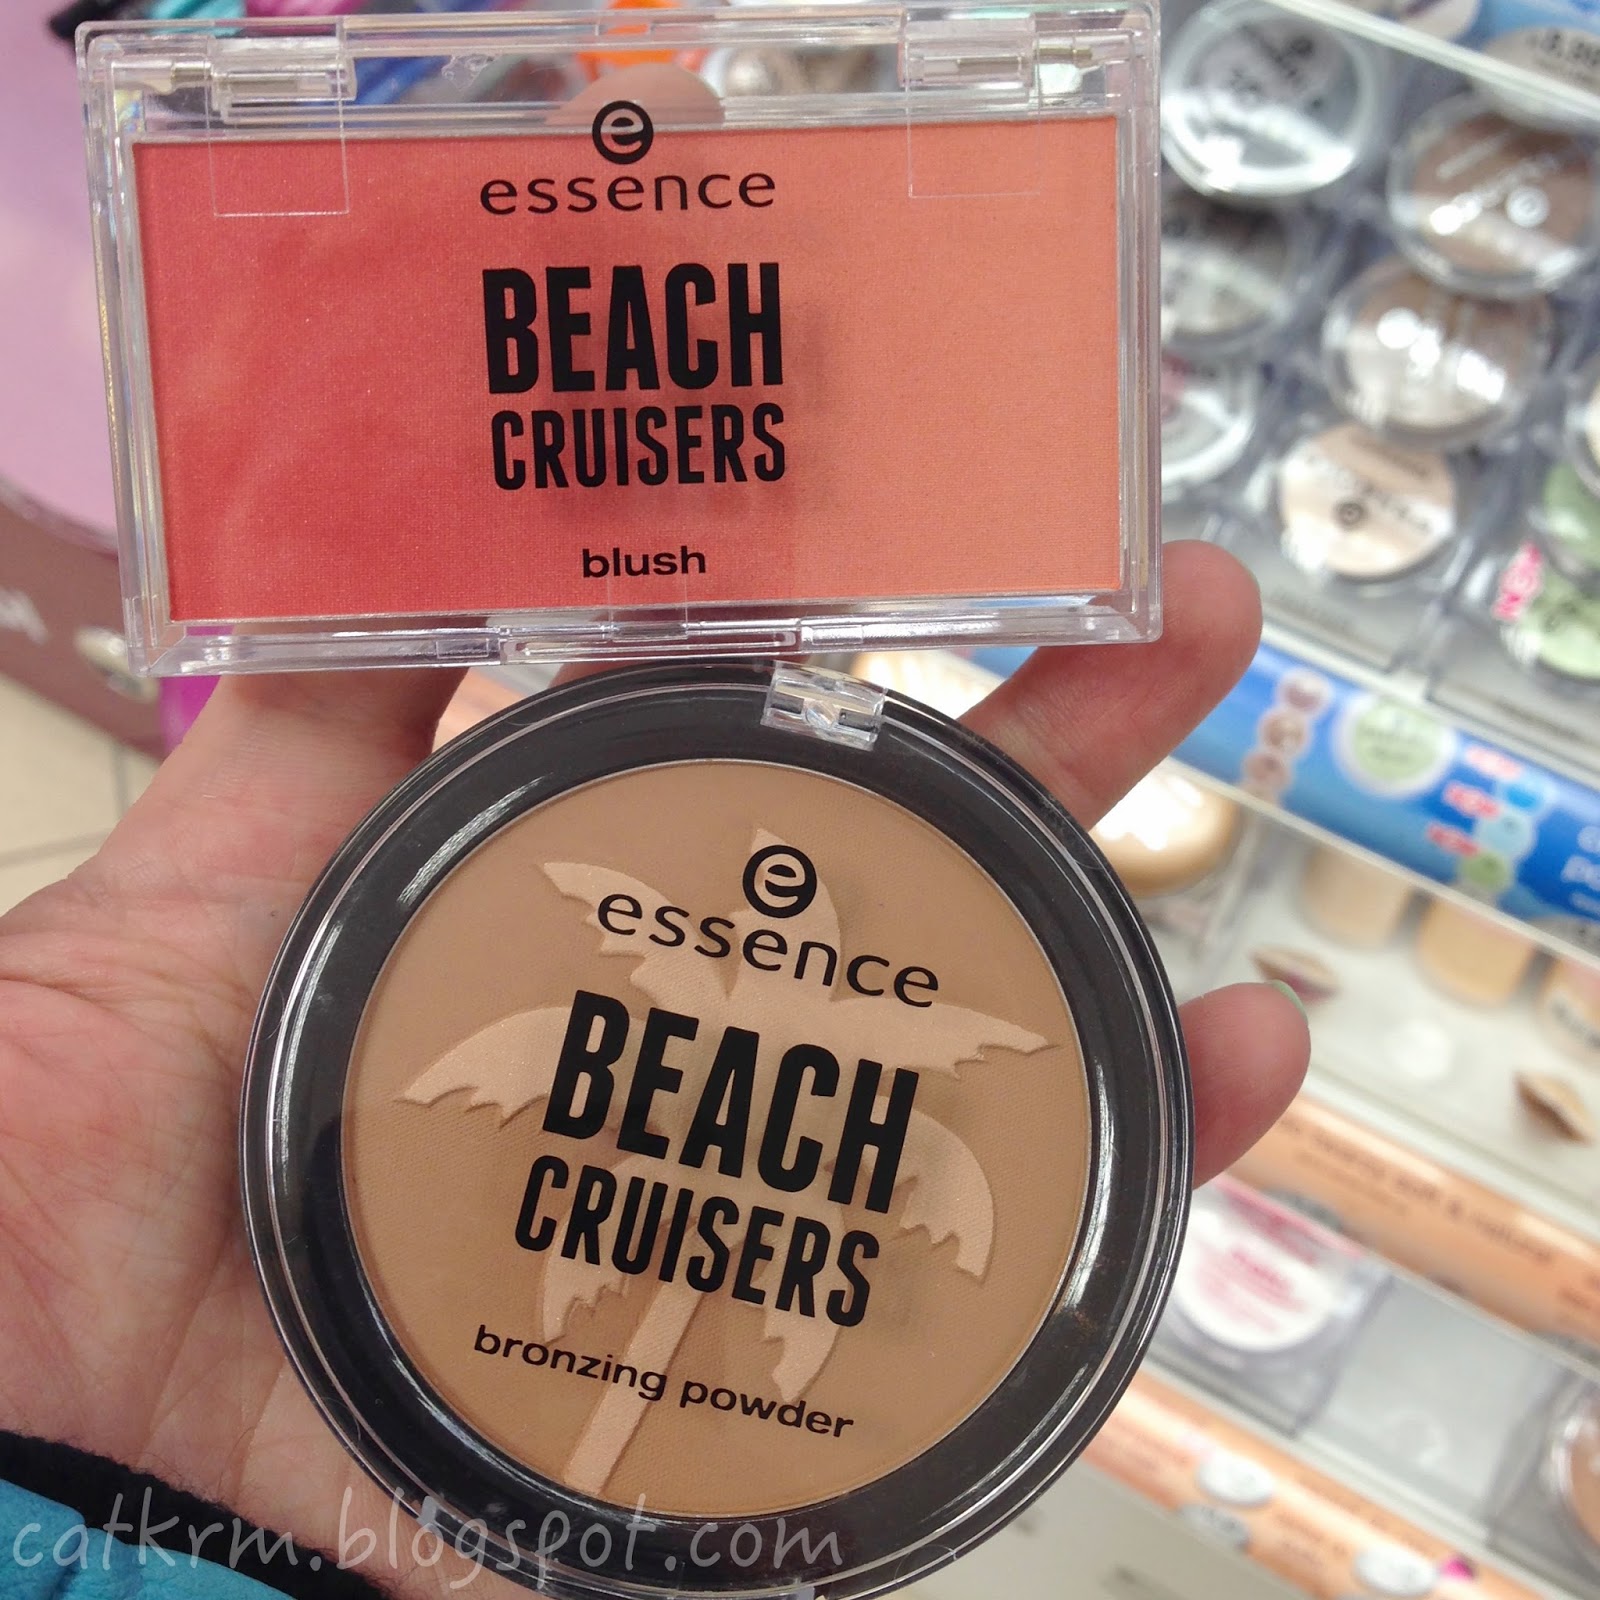 e
essence
BEACH
CRUISERS
blush
e
essence
BEACH
CRUISERS
bronzing powder
catkrm.blogspot.com